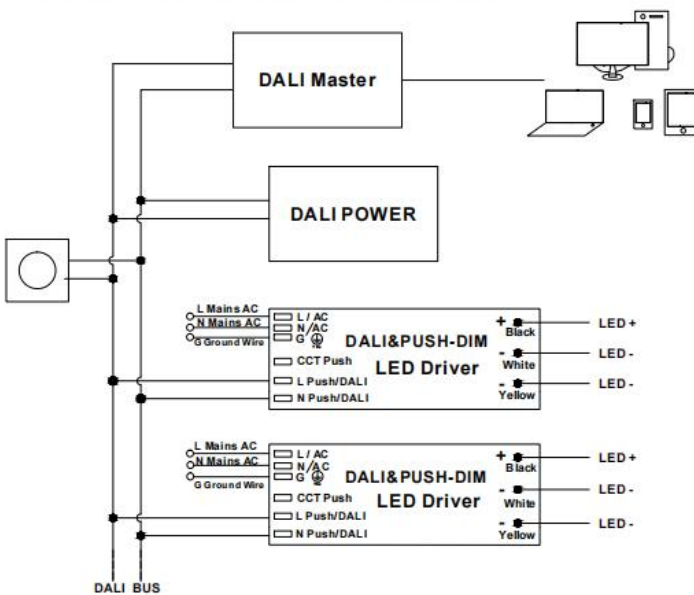 DALI Master
DALI POWER
L Mains AC
N Mains AC
G Ground Wire
L / AC
N/AC
G
CCT Push
L Push/DALI
N Push/DALI
DALI&PUSH-DIM
LED Driver
+
Black
-
White
-
Yellow
LED +
LED -
LED -
L Mains AC
N Mains AC
G Ground Wire
L / AC
N/AC
G
CCT Push
L Push/DALI
N Push/DALI
DALI&PUSH-DIM
LED Driver
+
Black
-
White
-
Yellow
LED +
LED -
LED -
DALI BUS